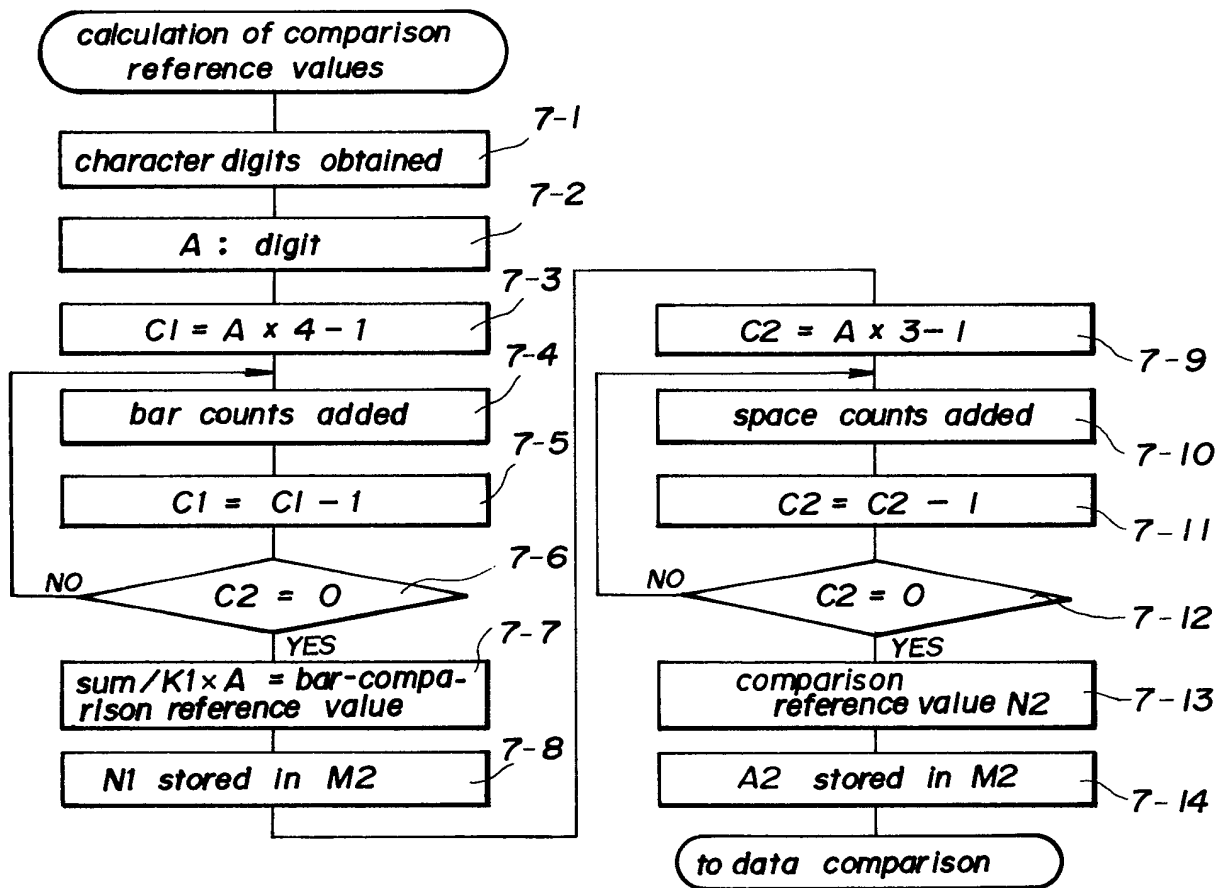 calculation of comparison
reference values
7-1
character digits obtained
7-2
A : digit
7-3
C1 = A x 4-1
7-4
bar counts added
7-5
C1 = C1 - 1
7-6
NO
C2 = 0
YES
7-7
sum/K1×A = bar-compa-
rison reference value
7-8
N1 stored in M2
C2 = A x 3-1
7-9
space counts added
7-10
C2 = C2 - 1
7-11
NO
C2 = 0
7-12
YES
comparison
reference value N2
7-13
A2 stored in M2
7-14
to data comparison